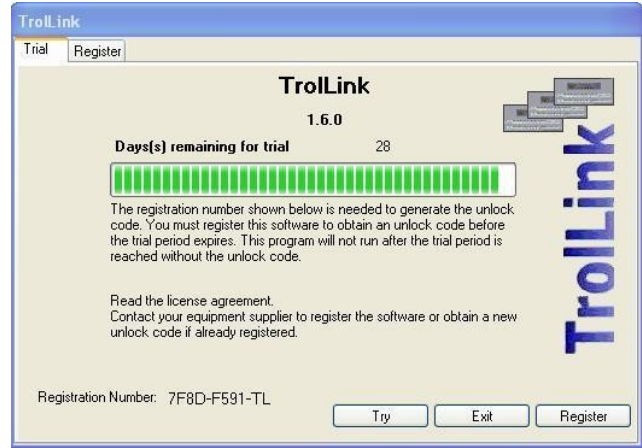 TrolLink
Trial Register
TrolLink
1.6.0
Days(s) remaining for trial 28
The registration number shown below is needed to generate the unlock
code. You must register this software to obtain an unlock code before
the trial period expires. This program will not run after the trial period is
reached without the unlock code.
Read the license agreement.
Contact your equipment supplier to register the software or obtain a new
unlock code if already registered.
TrolLink
Registration Number: 7F8D-F591-TL
Try Exit Register